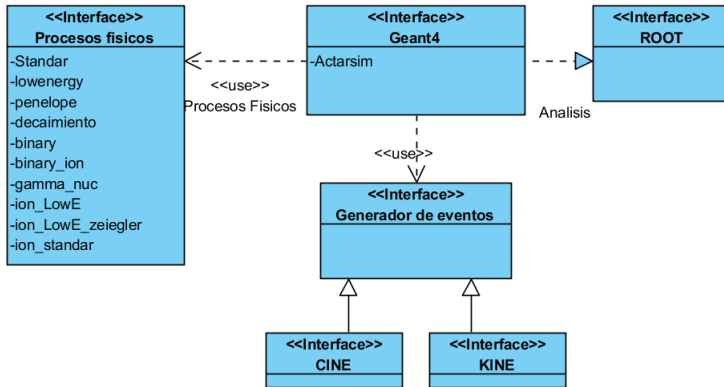 <<Interface>>
Procesos fisicos
-Standar
-lowenergy
-penelope
-decaimiento
-binary
-binary_ion
-gamma_nuc
-ion_LowE
-ion_LowE_zeiegler
-ion_standar
<<use>>
Procesos Fisicos
<<Interface>>
Geant4
-Actarsim
<<Interface>>
ROOT
Analisis
<<use>>
<<Interface>>
Generador de eventos
<<Interface>>
CINE
<<Interface>>
KINE